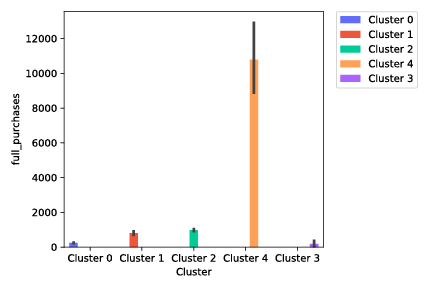 Cluster 0
Cluster 1
Cluster 2
Cluster 4
Cluster 3
12000
10000
8000
6000
4000
2000
0
full_purchases
Cluster 0 Cluster 1 Cluster 2 Cluster 4 Cluster 3
Cluster